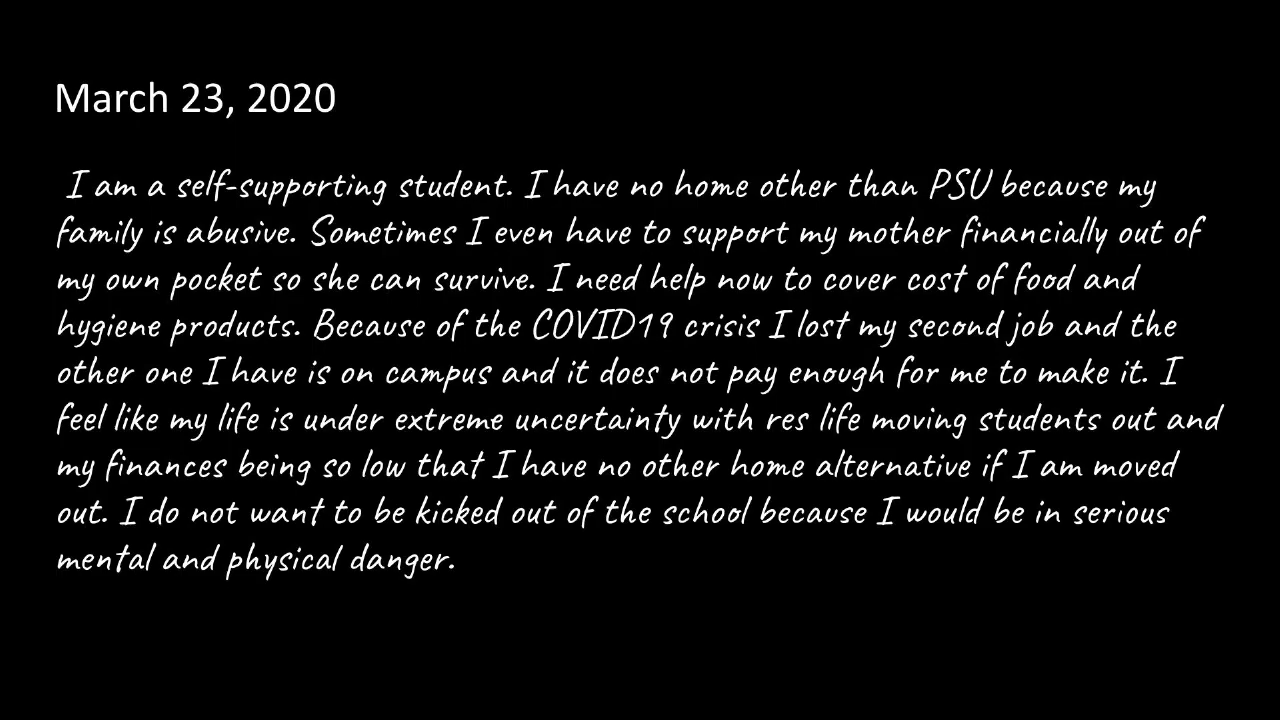 March 23, 2020
I am a self-supporting student. I have no home other than PSU because my
family is abusive. Sometimes I even have to support my mother financially out of
my own pocket so she can survive. I need help now to cover cost of food and
hygiene products. Because of the COVID19 crisis I lost my second job and the
other one I have is on campus and it does not pay enough for me to make it. I
feel like my life is under extreme uncertainty with res life moving students out and
my finances being so low that I have no other home alternative if I am moved
out. I do not want to be kicked out of the school because I would be in serious
mental and physical danger.